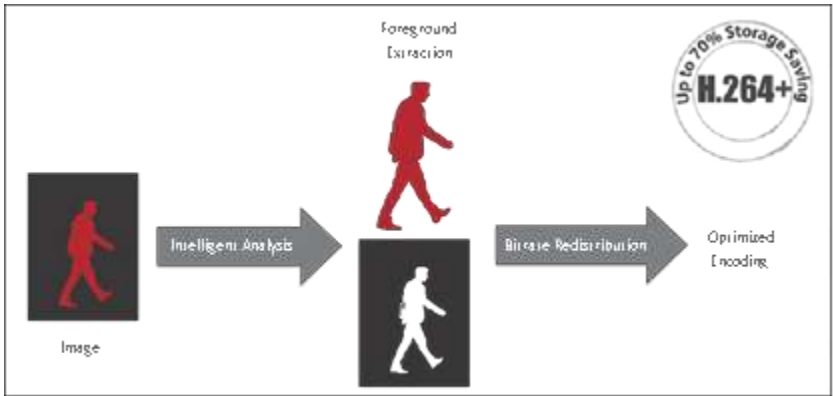 Foreground
Extraction
Up to 70% Storage Saving
H.264+
Intelligent Analysis
Bitrate Redistribution
Optimized
Encoding
Image